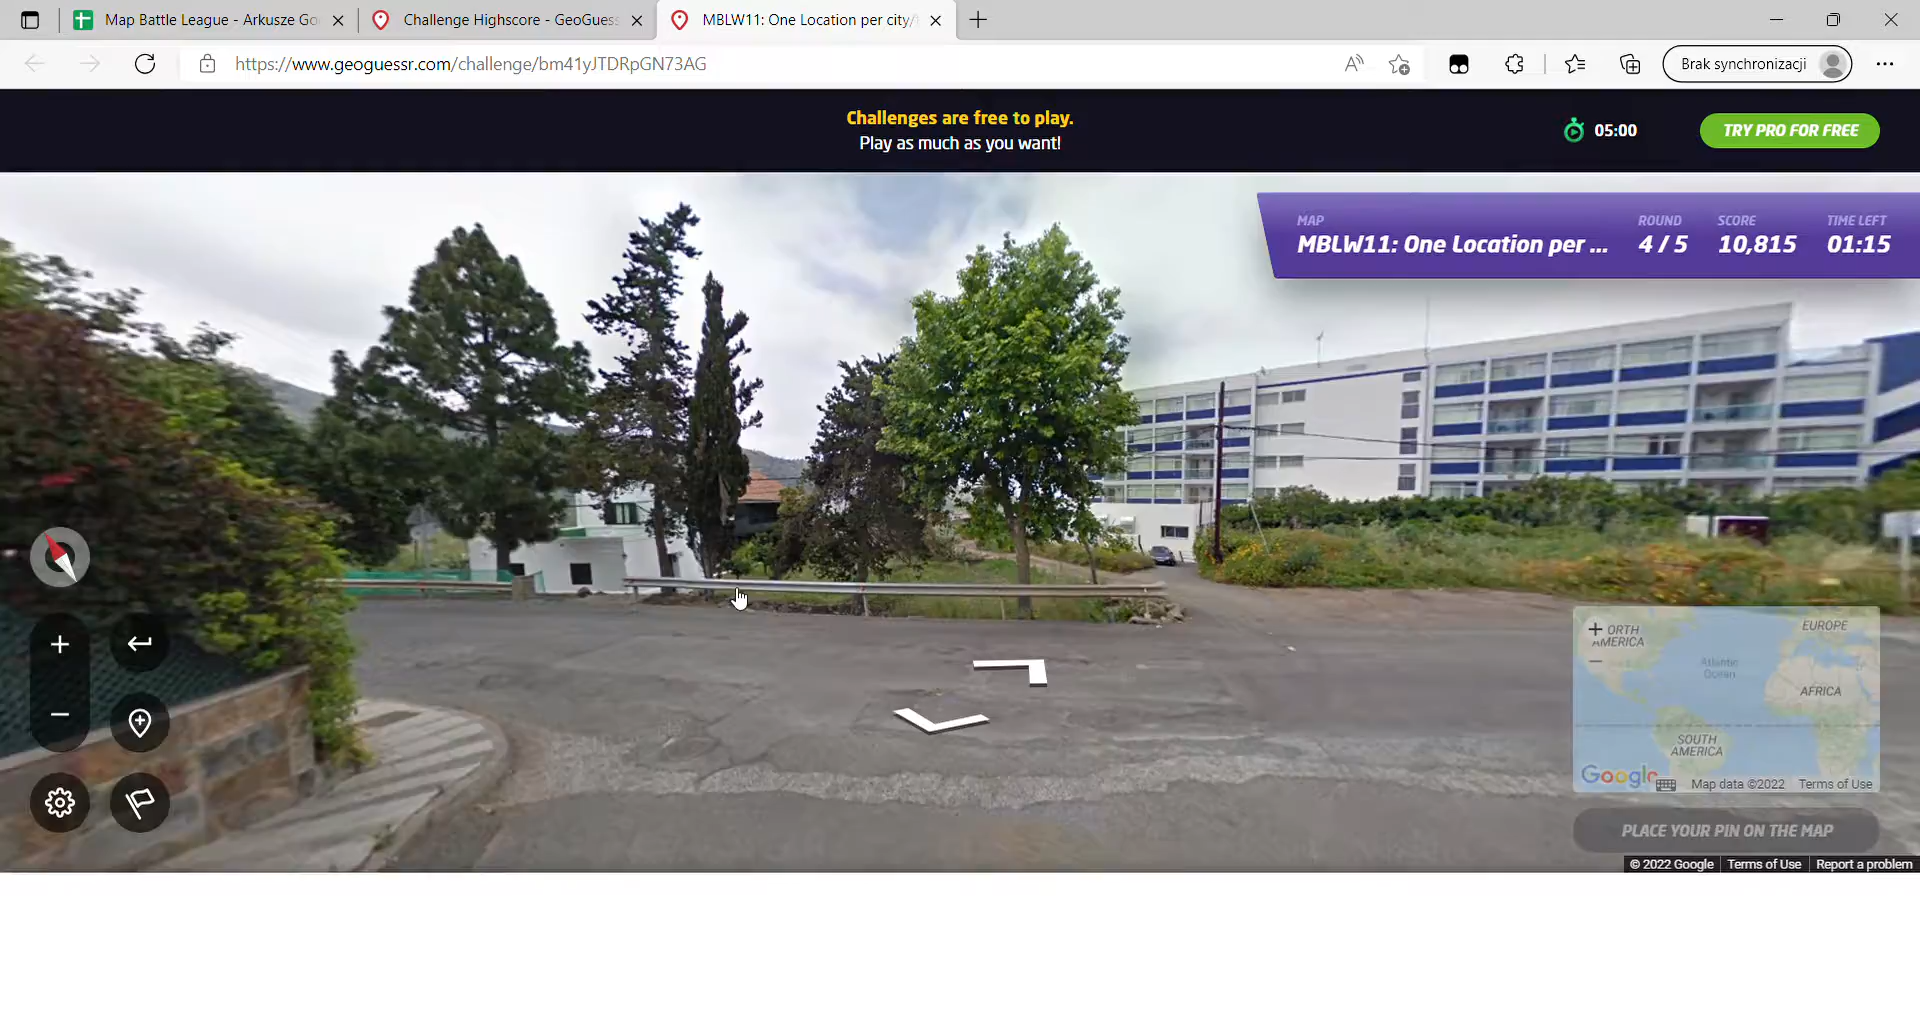 Map Battle League - Arkusze Go
Challenge Highscore - GeoGuess
MBLW11: One Location per city/
https://www.geoguessr.com/challenge/bm41yJTDRpGN73AG
Brak synchronizacji
Challenges are free to play.
Play as much as you want!
05:00
TRY PRO FOR FREE
MAP ROUND SCORE TIME LEFT
MBLW11: One Location per ... 4 / 5 10,815 01:15
ORTH
AMERICA
EUROPE
Atlantic
Ocean
AFRICA
SOUTH
AMERICA
Google
Map data ©2022 Terms of Use
PLACE YOUR PIN ON THE MAP
© 2022 Google Terms of Use Report a problem